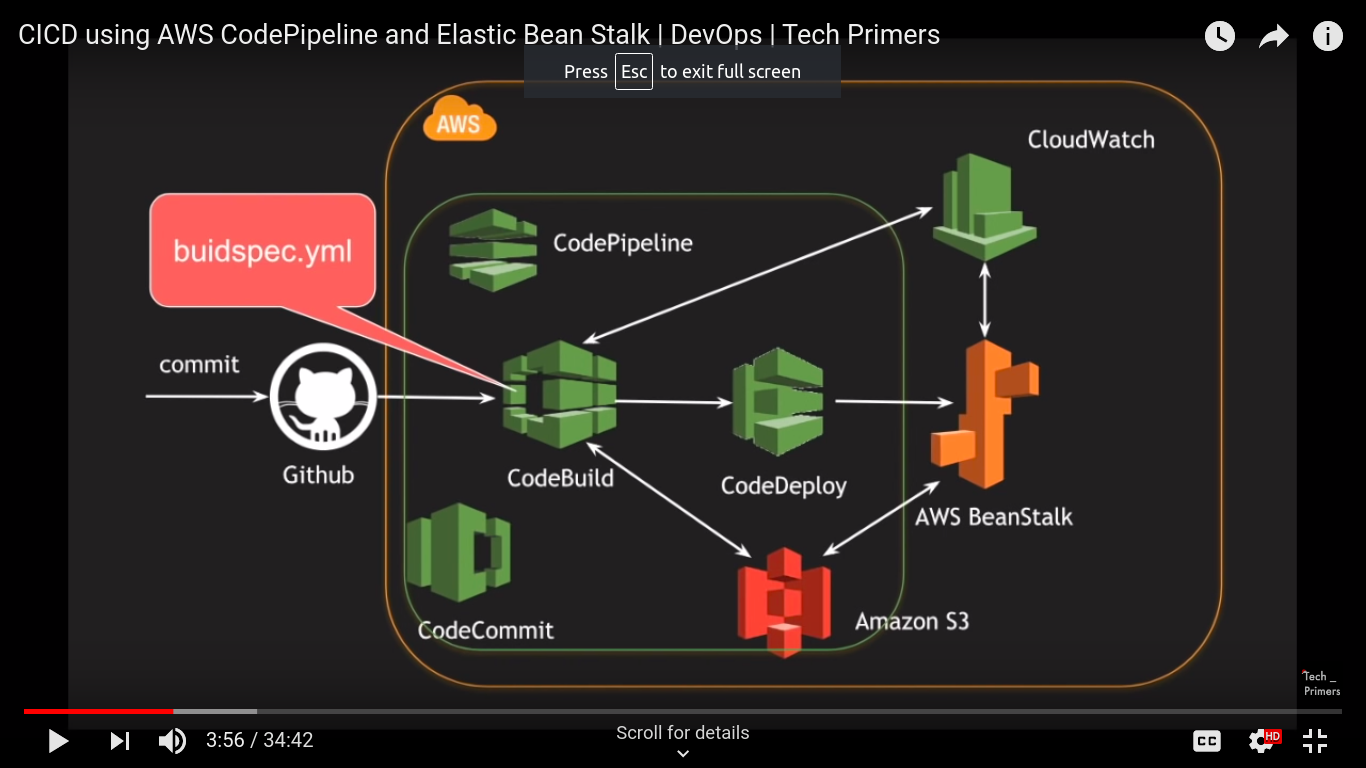 CICD using AWS CodePipeline and Elastic Bean Stalk | DevOps | Tech Primers
Press Esc to exit full screen
AWS
CloudWatch
buidspec.yml
CodePipeline
commit
Github
CodeBuild
CodeDeploy
AWS BeanStalk
CodeCommit
Amazon S3
Tech _
Primers
3:56 / 34:42
Scroll for details
CC
HD